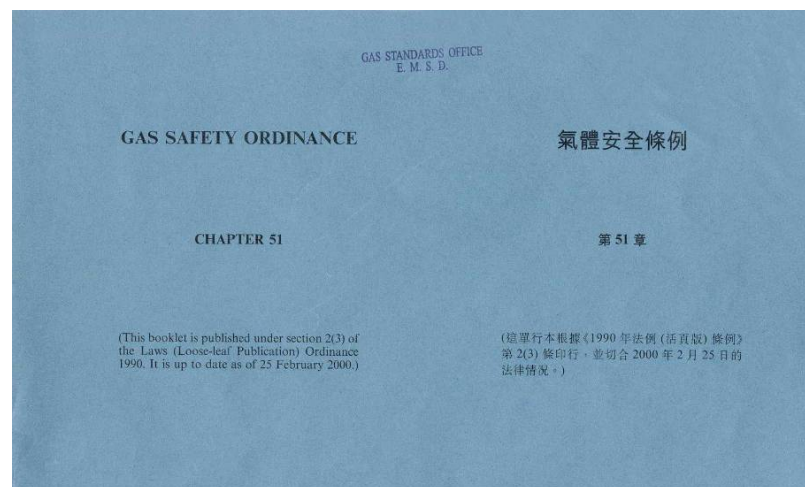 GAS STANDARDS OFFICE
E. M. S. D.
GAS SAFETY ORDINANCE
CHAPTER 51
(This booklet is published under section 2(3) of
the Laws (Loose-leaf Publication) Ordinance
1990. It is up to date as of 25 February 2000.)
氣體安全條例
第 51 章
(這單行本根據《1990 年法例 (活頁版) 條例》
第 2(3) 條印行，並切合 2000 年 2 月 25 日的
法律情況。)